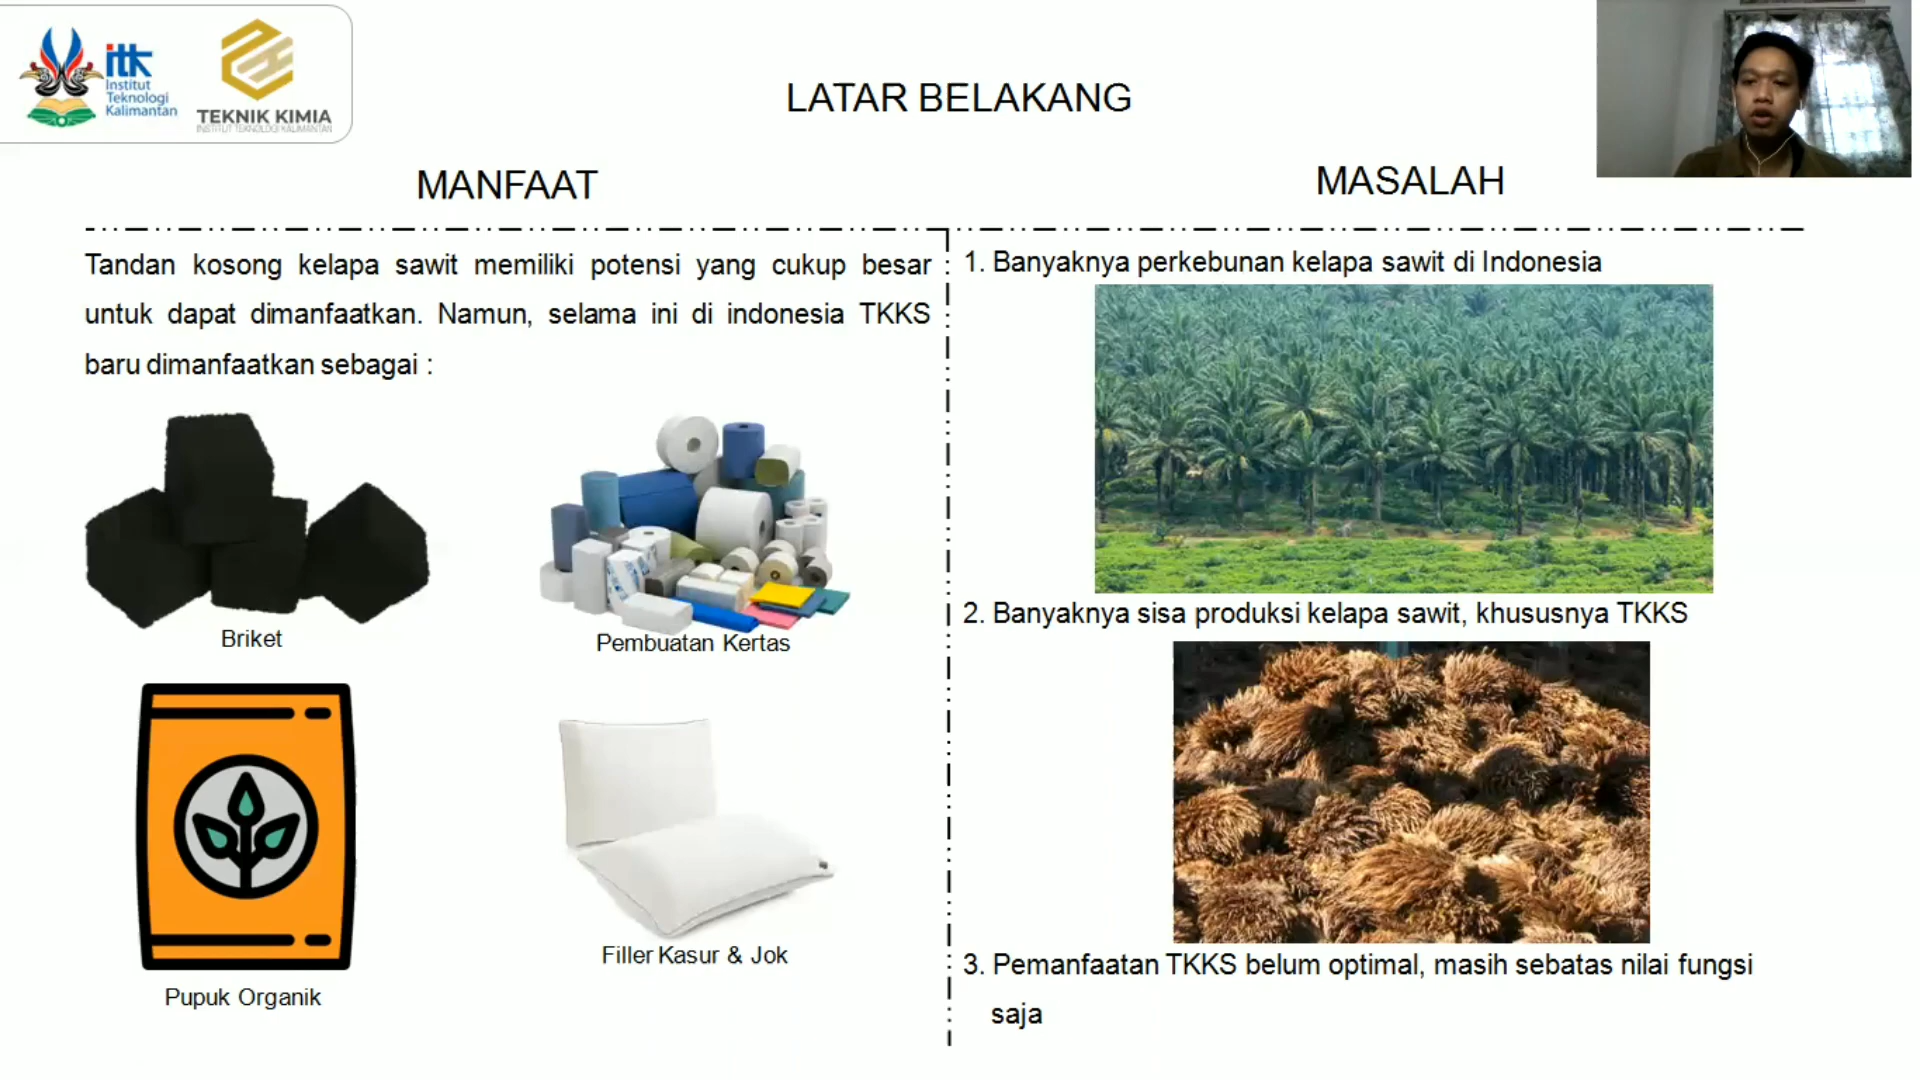 itk
Institut
Teknologi
Kalimantan
TEKNIK KIMIA
INSTITUT TEKNOLOGI KALIMANTAN
LATAR BELAKANG
MANFAAT
Tandan kosong kelapa sawit memiliki potensi yang cukup besar
untuk dapat dimanfaatkan. Namun, selama ini di indonesia TKKS
baru dimanfaatkan sebagai :
Briket
Pembuatan Kertas
Pupuk Organik
Filler Kasur & Jok
MASALAH
1. Banyaknya perkebunan kelapa sawit di Indonesia
2. Banyaknya sisa produksi kelapa sawit, khususnya TKKS
3. Pemanfaatan TKKS belum optimal, masih sebatas nilai fungsi
saja